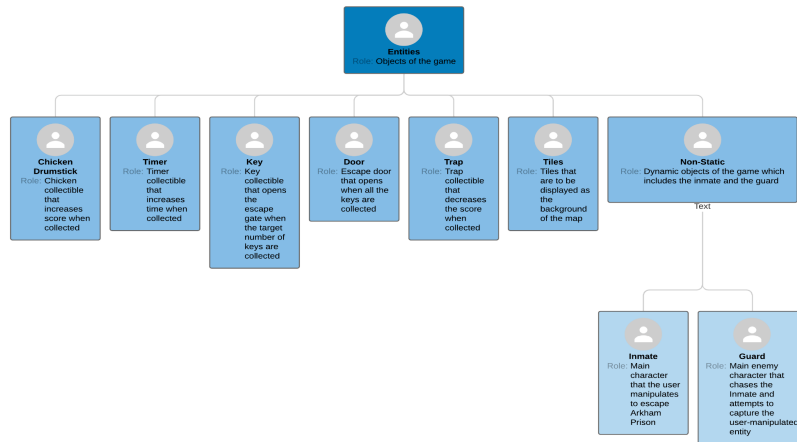 Entities
Role: Objects of the game
Chicken
Drumstick
Role: Chicken
collectible
that
increases
score when
collected
Timer
Role: Timer
collectible
that
increases
time when
collected
Key
Role: Key
collectible
that opens
the
escape
gate when
the target
number of
keys are
collected
Door
Role: Escape door
that opens
when all the
keys are
collected
Trap
Role: Trap
collectible
that
decreases
the score
when
collected
Tiles
Role: Tiles that
are to be
displayed as
the
background
of the map
Non-Static
Role: Dynamic objects of the game which
includes the inmate and the guard
Text
Inmate
Role: Main
character
that the user
manipulates
to escape
Arkham
Prison
Guard
Role: Main enemy
character that
chases the
Inmate and
attempts to
capture the
user-manipulated
entity